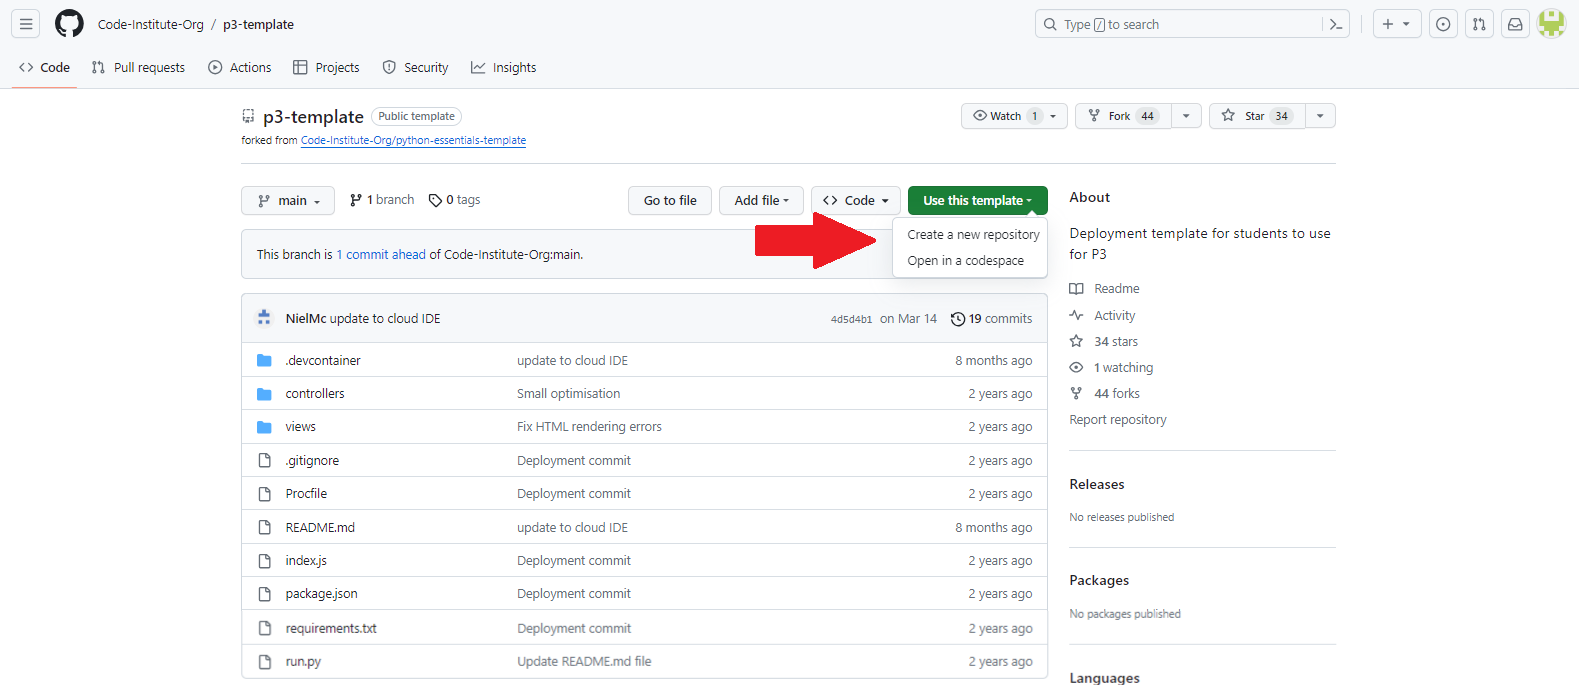 Code-Institute-Org / p3-template
Type / to search
Code Pull requests Actions Projects Security Insights
p3-template Public template
Watch 1 Fork 44 Star 34
forked from Code-Institute-Org/python-essentials-template
main 1 branch 0 tags Go to file Add file Code Use this template
Create a new repository
Open in a codespace
This branch is 1 commit ahead of Code-Institute-Org:main.
NielMc update to cloud IDE 4d5d4b1 on Mar 14 19 commits
.devcontainer update to cloud IDE 8 months ago
controllers Small optimisation 2 years ago
views Fix HTML rendering errors 2 years ago
.gitignore Deployment commit 2 years ago
Procfile Deployment commit 2 years ago
README.md update to cloud IDE 8 months ago
index.js Deployment commit 2 years ago
package.json Deployment commit 2 years ago
requirements.txt Deployment commit 2 years ago
run.py Update README.md file 2 years ago
About
Deployment template for students to use
for P3
Readme
Activity
34 stars
1 watching
44 forks
Report repository
Releases
No releases published
Packages
No packages published
Languages